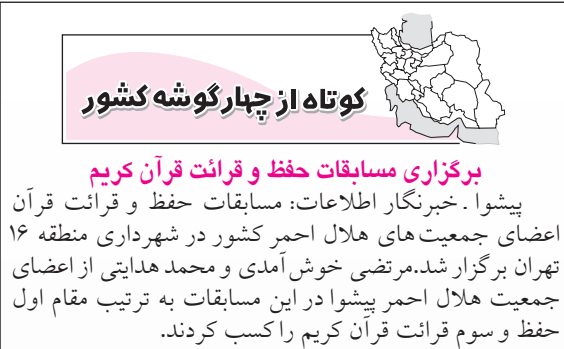 کوتاه از چهار گوشه کشور
برگزاری مسابقات حفظ و قرائت قرآن کریم
پیشوا . خبرنگار اطلاعات: مسابقات حفظ و قرائت قرآن
اعضای جمعیت‌های هلال احمر کشور در شهرداری منطقه ۱۶
تهران برگزار شد.مرتضی خوش‌آمدی و محمد هدایتی از اعضای
جمعیت هلال احمر پیشوا در این مسابقات به ترتیب مقام اول
حفظ و سوم قرائت قرآن کریم را کسب کردند.